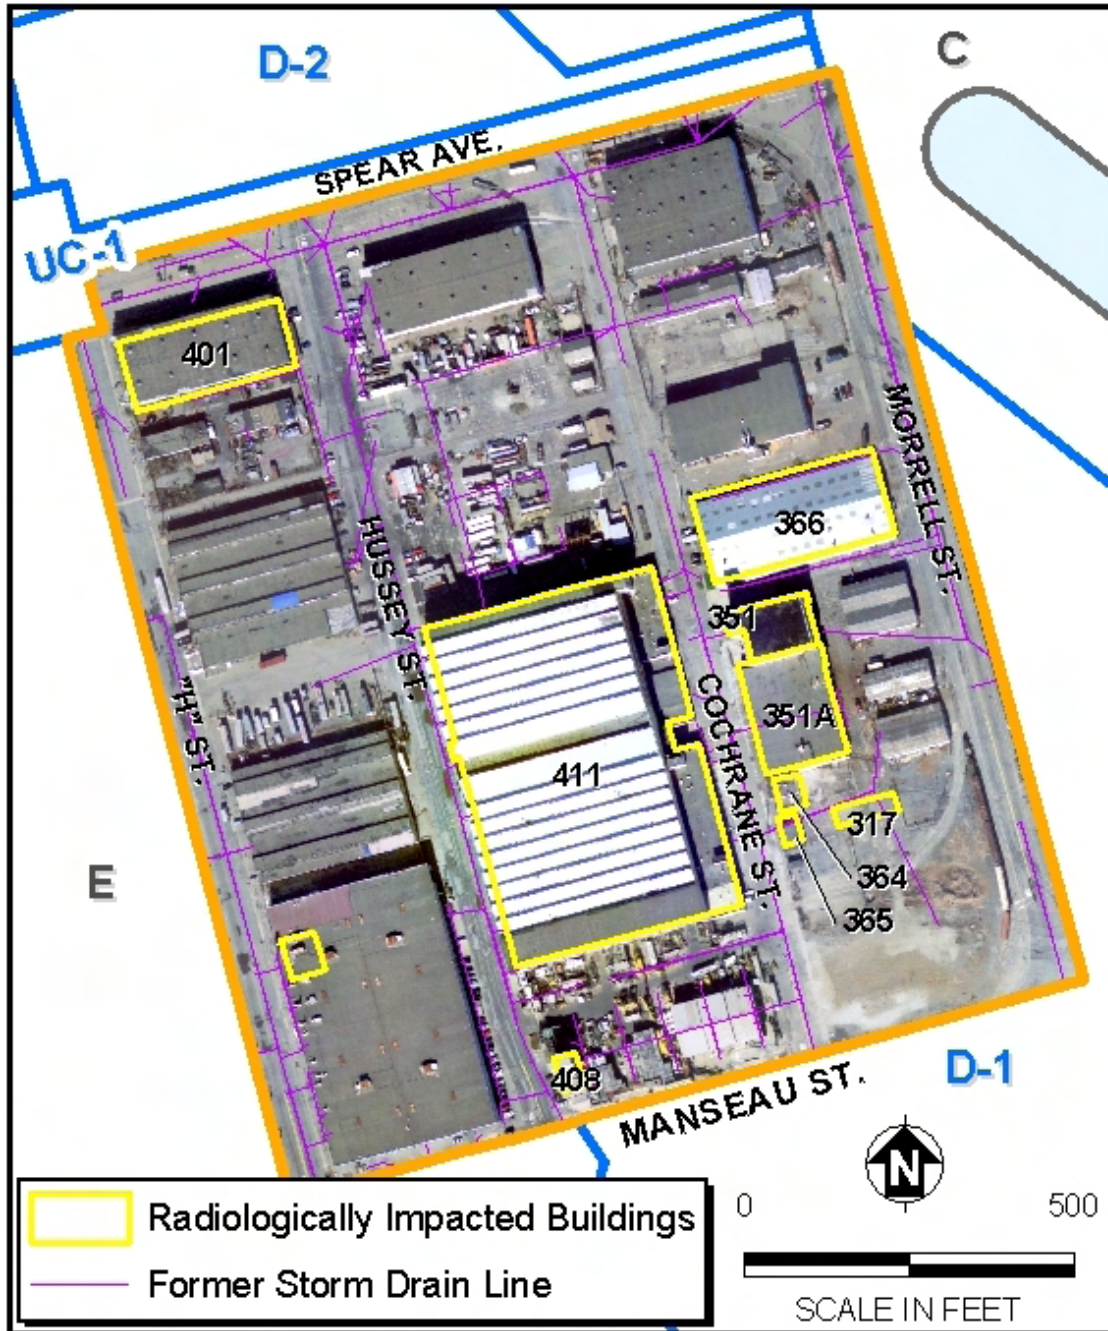 D-2
C
SPEAR AVE.
UC-1
401
MORRELL ST.
366
HUSSEY ST.
351
"H" ST.
COCHRANE ST.
351A
411
317
364
E
365
408
D-1
MANSEAU ST.
N
Radiologically Impacted Buildings
Former Storm Drain Line
0 500
SCALE IN FEET